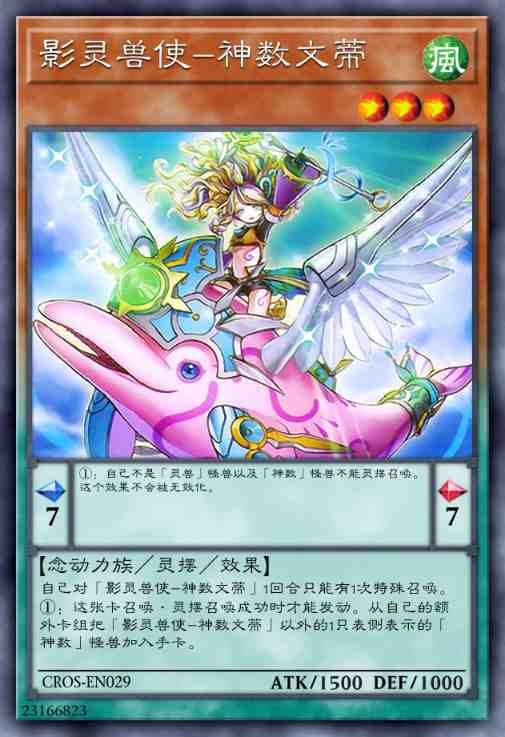 影灵兽使-神数文蒂
瘋
①：自己不是「灵兽」怪兽以及「神数」怪兽不能灵摆召唤。
这个效果不会被无效化。
7
7
【念动力族／灵摆／效果】
自己对「影灵兽使-神数文蒂」1回合只能有1次特殊召唤。
①：这张卡召唤·灵摆召唤成功时才能发动。从自己的额
外卡组把「影灵兽使-神数文蒂」以外的1只表侧表示的「
神数」怪兽加入手卡。
CROS-EN029
ATK/1500 DEF/1000
23166823